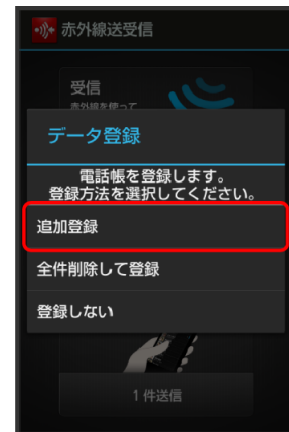 赤外線送受信
受信
赤外線を使って
データ登録
電話帳を登録します。
登録方法を選択してください。
追加登録
全件削除して登録
登録しない
1 件送信